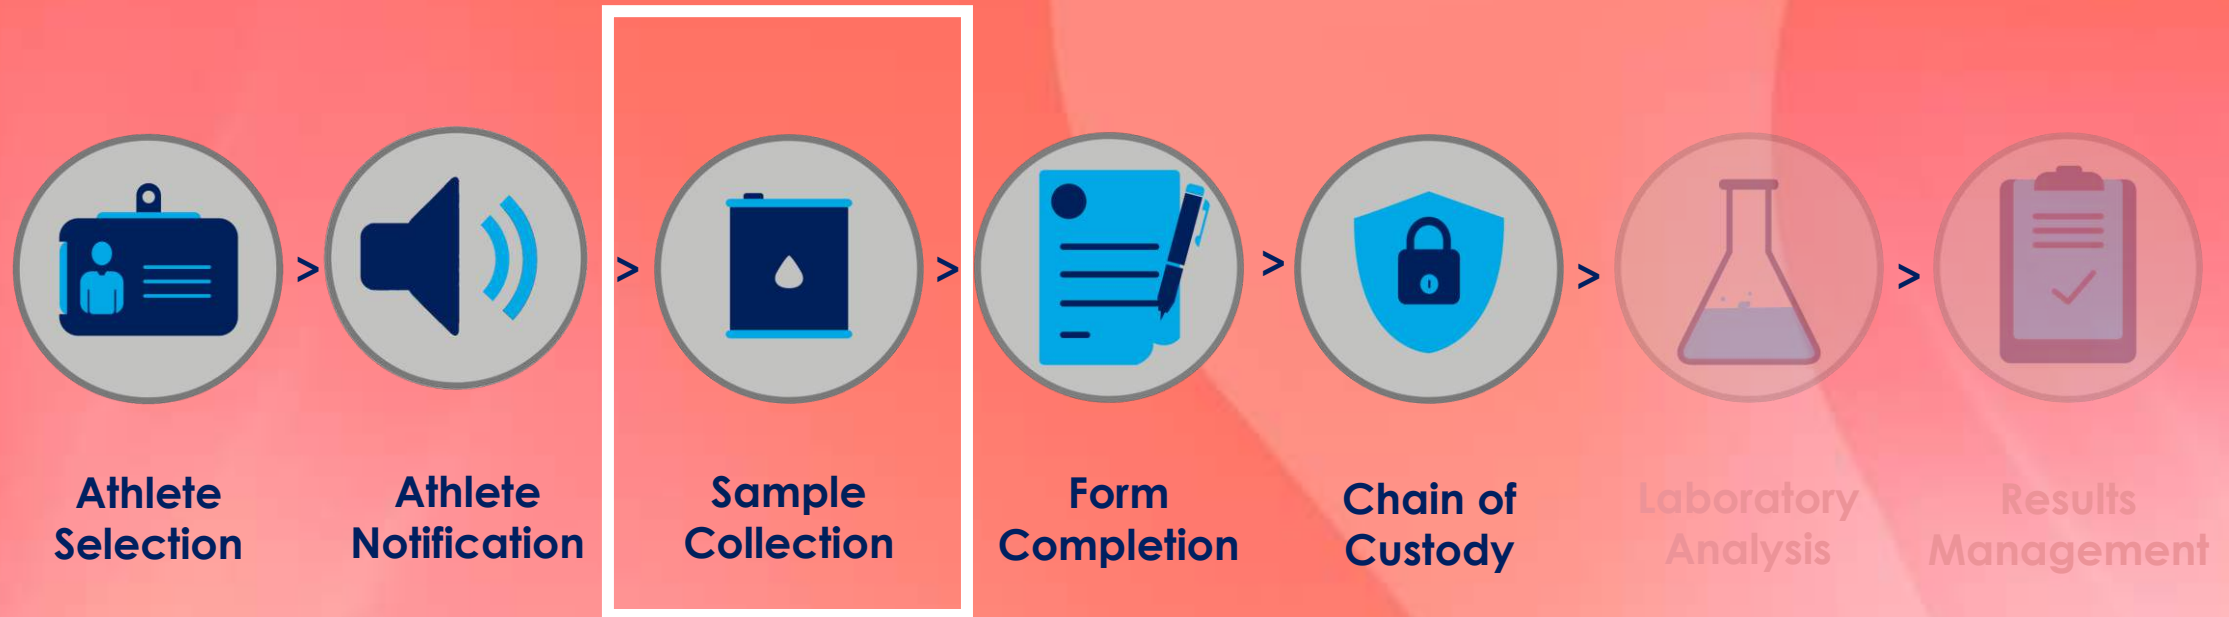 > > > > > >
Athlete
Selection
Athlete
Notification
Sample
Collection
Form
Completion
Chain of
Custody
Laboratory
Analysis
Results
Management